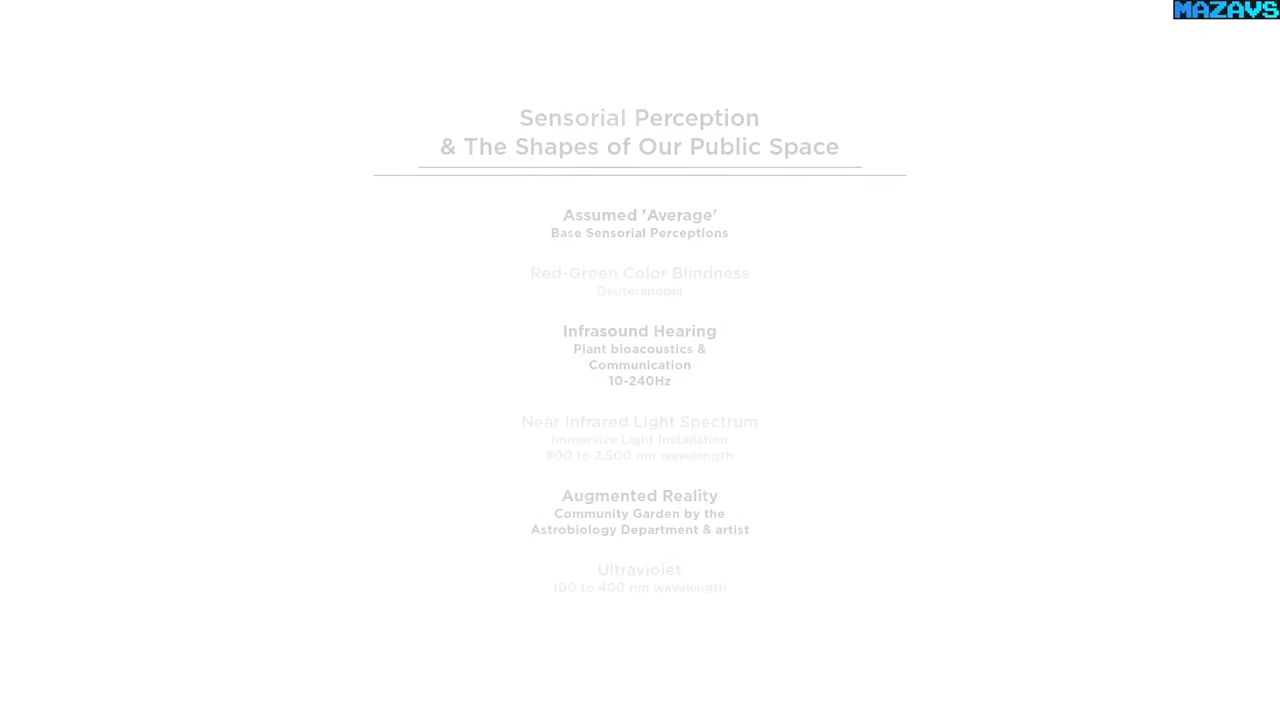 MAZAVS
Sensorial Perception
& The Shapes of Our Public Space
Assumed 'Average'
Base Sensorial Perceptions
Red-Green Color Blindness
Deuteranopia
Infrasound Hearing
Plant bioacoustics &
Communication
10-240Hz
Near Infrared Light Spectrum
Immersive Light Installation
800 to 2,500 nm wavelength
Augmented Reality
Community Garden by the
Astrobiology Department & artist
Ultraviolet
100 to 400 nm wavelength